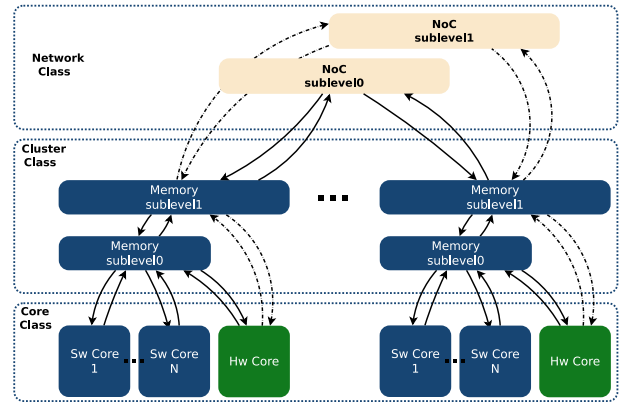 NoC
sublevel1
Network
Class
NoC
sublevel0
Cluster
Class
Memory
sublevel1
Memory
sublevel1
Memory
sublevel0
Memory
sublevel0
Core
Class
Sw Core
1
Sw Core
N
Hw Core
Sw Core
1
Sw Core
N
Hw Core